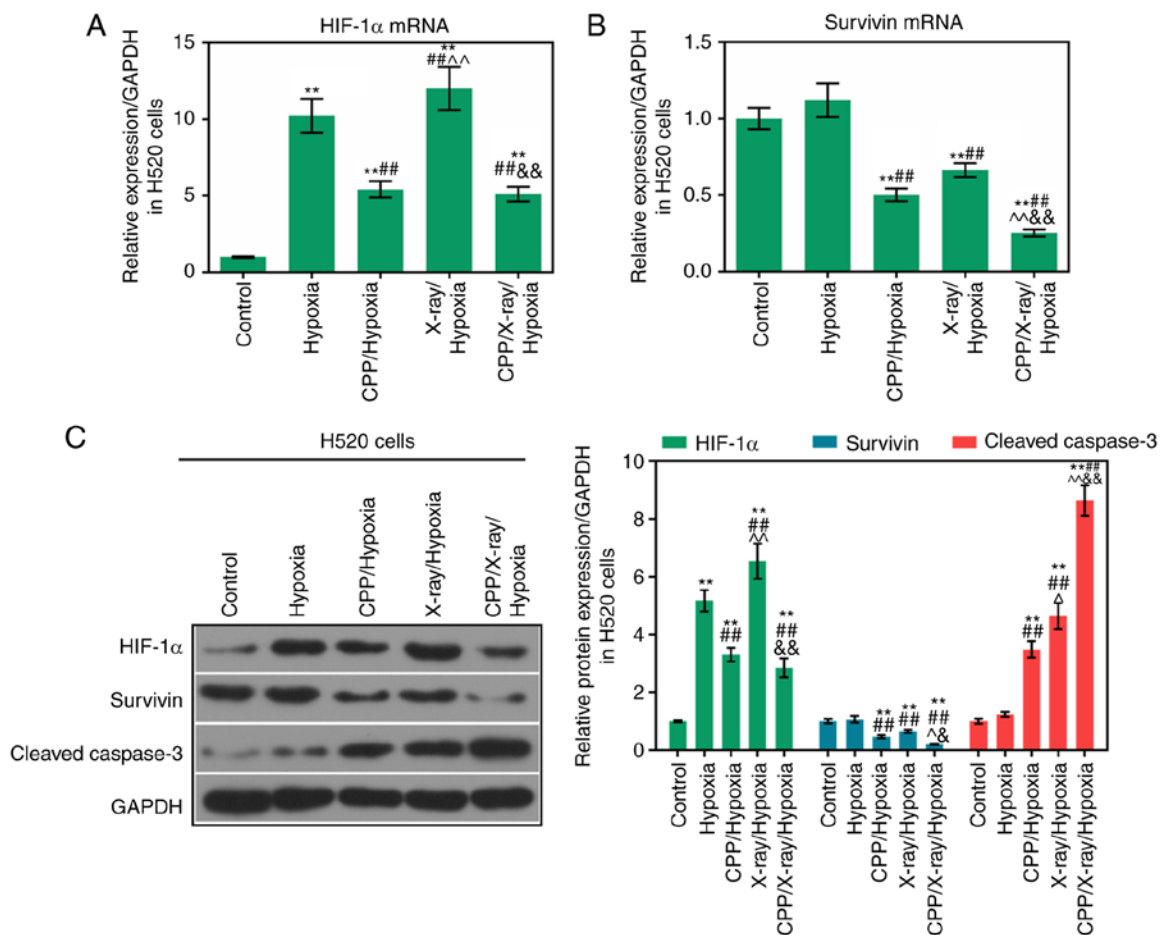 A
HIF-1α mRNA
Relative expression/GAPDH
in H520 cells
15
10
5
0
**
**##
**
##^^
**
##&&
Control
Hypoxia
CPP/Hypoxia
X-ray/
Hypoxia
CPP/X-ray/
Hypoxia
B
Survivin mRNA
Relative expression/GAPDH
in H520 cells
1.5
1.0
0.5
0.0
**##
**##
**##
^^&&
Control
Hypoxia
CPP/Hypoxia
X-ray/
Hypoxia
CPP/X-ray/
Hypoxia
C
H520 cells
Control
Hypoxia
CPP/Hypoxia
X-ray/Hypoxia
CPP/X-ray/
Hypoxia
HIF-1α
Survivin
Cleaved caspase-3
GAPDH
HIF-1α
Survivin
Cleaved caspase-3
Relative protein expression/GAPDH
in H520 cells
10
8
6
4
2
0
**
**
##
**
##
^^
**
##
&&
**
##
**
##
**
##
^&
**
##
**
##
^
**##
^^&&
Control
Hypoxia
CPP/Hypoxia
X-ray/Hypoxia
CPP/X-ray/Hypoxia
Control
Hypoxia
CPP/Hypoxia
X-ray/Hypoxia
CPP/X-ray/Hypoxia
Control
Hypoxia
CPP/Hypoxia
X-ray/Hypoxia
CPP/X-ray/Hypoxia